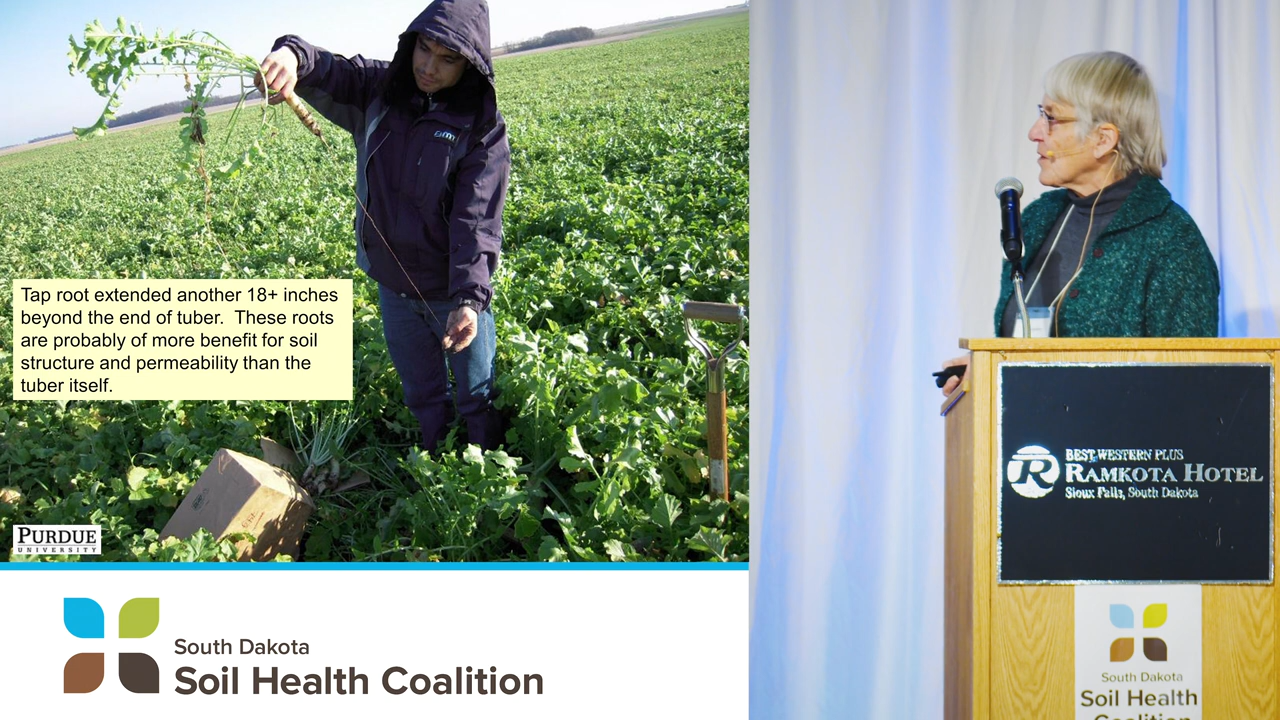 Tap root extended another 18+ inches
beyond the end of tuber. These roots
are probably of more benefit for soil
structure and permeability than the
tuber itself.
PURDUE
UNIVERSITY
South Dakota
Soil Health Coalition
BEST WESTERN PLUS
RAMKOTA HOTEL
Sioux Falls, South Dakota
South Dakota
Soil Health
Coalition